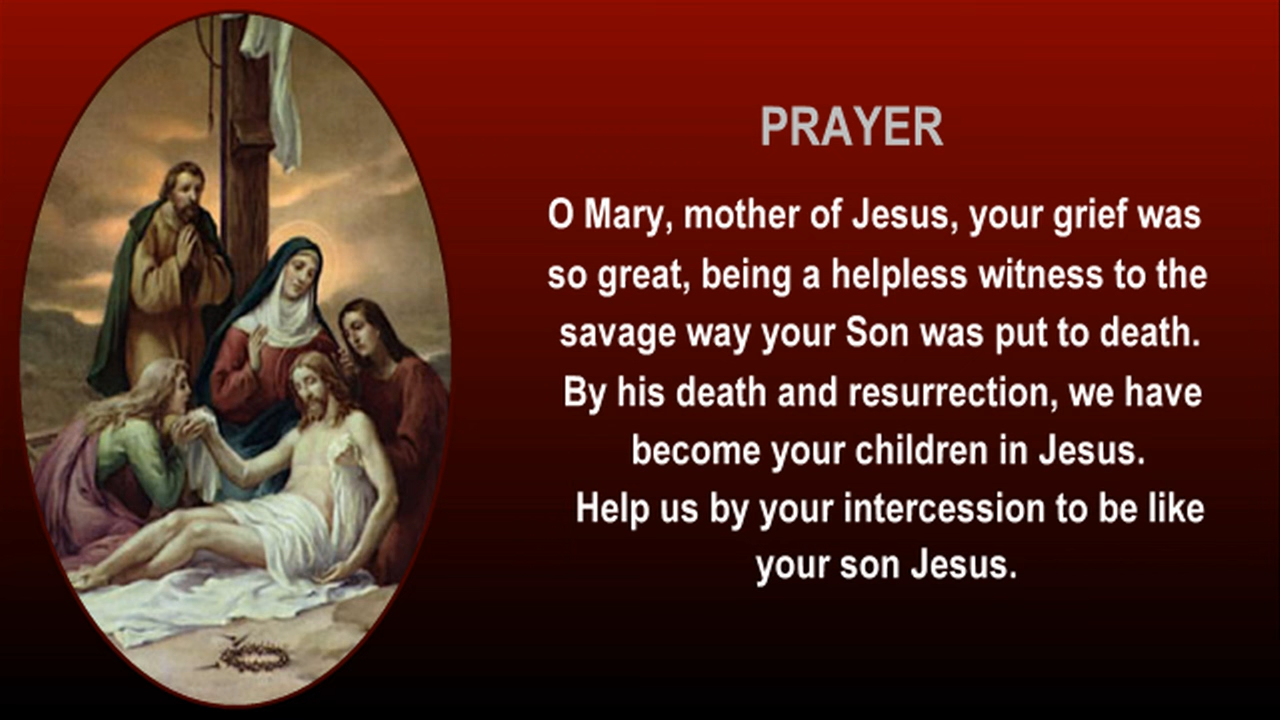 PRAYER
O Mary, mother of Jesus, your grief was
so great, being a helpless witness to the
savage way your Son was put to death.
By his death and resurrection, we have
become your children in Jesus.
Help us by your intercession to be like
your son Jesus.